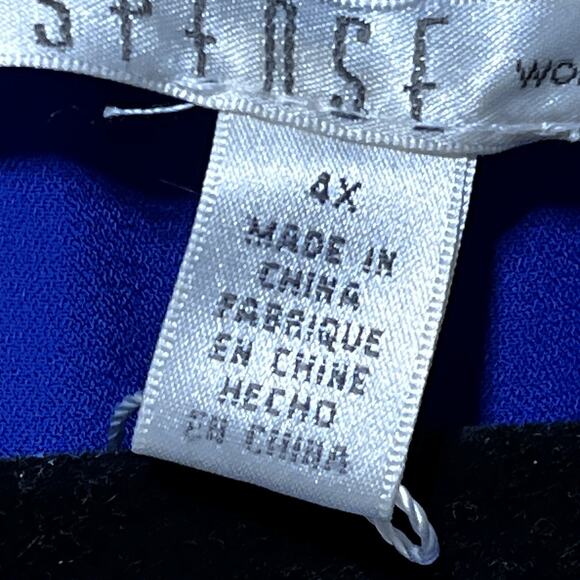 SPENSE
4X
MADE IN
CHINA
FABRIQUE
EN CHINE
HECHO
EN CHINA